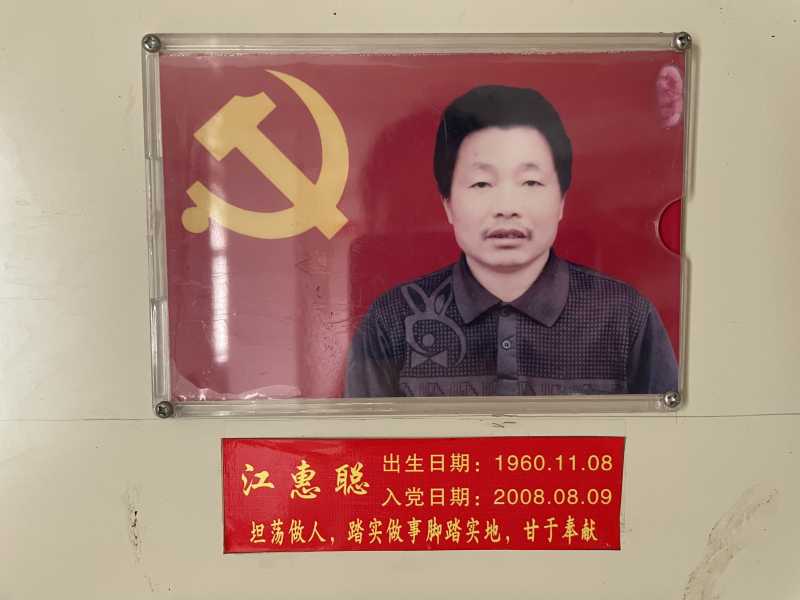 江惠聪
出生日期：1960.11.08
入党日期：2008.08.09
坦荡做人，踏实做事脚踏实地，甘于奉献